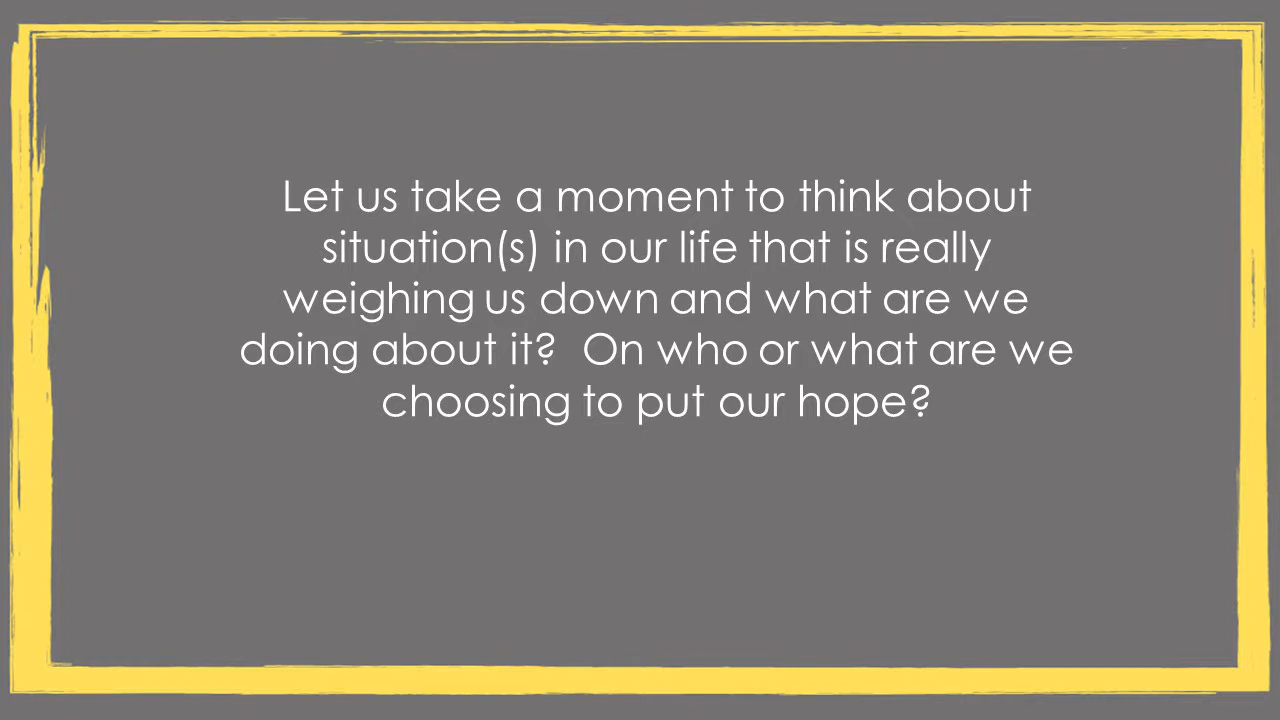 Let us take a moment to think about
situation(s) in our life that is really
weighing us down and what are we
doing about it?  On who or what are we
choosing to put our hope?